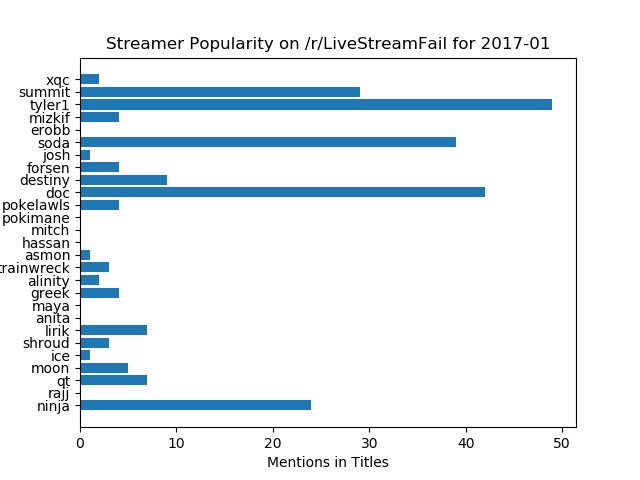 Streamer Popularity on /r/LiveStreamFail for 2017-01
xqc
summit
tyler1
mizkif
erobb
soda
josh
forsen
destiny
doc
pokelawls
pokimane
mitch
hassan
asmon
trainwreck
alinity
greek
maya
anita
lirik
shroud
ice
moon
qt
rajj
ninja
0 10 20 30 40 50
Mentions in Titles